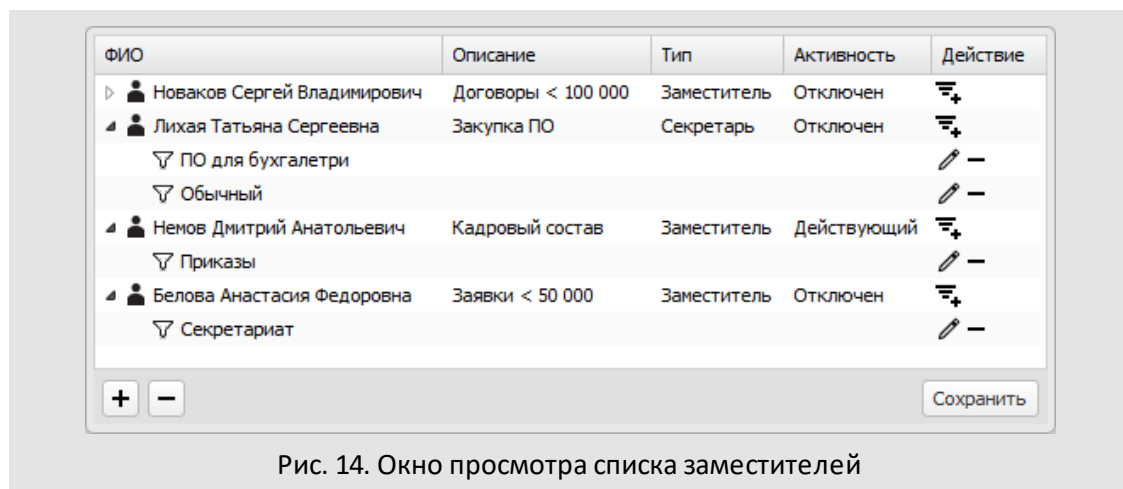 ФИО Описание Тип Активность Действие
Новаков Сергей Владимирович Договоры < 100 000 Заместитель Отключен
Лихая Татьяна Сергеевна Закупка ПО Секретарь Отключен
ПО для бухгалетри
Обычный
Немов Дмитрий Анатольевич Кадровый состав Заместитель Действующий
Приказы
Белова Анастасия Федоровна Заявки < 50 000 Заместитель Отключен
Секретариат
Сохранить
Рис. 14. Окно просмотра списка заместителей